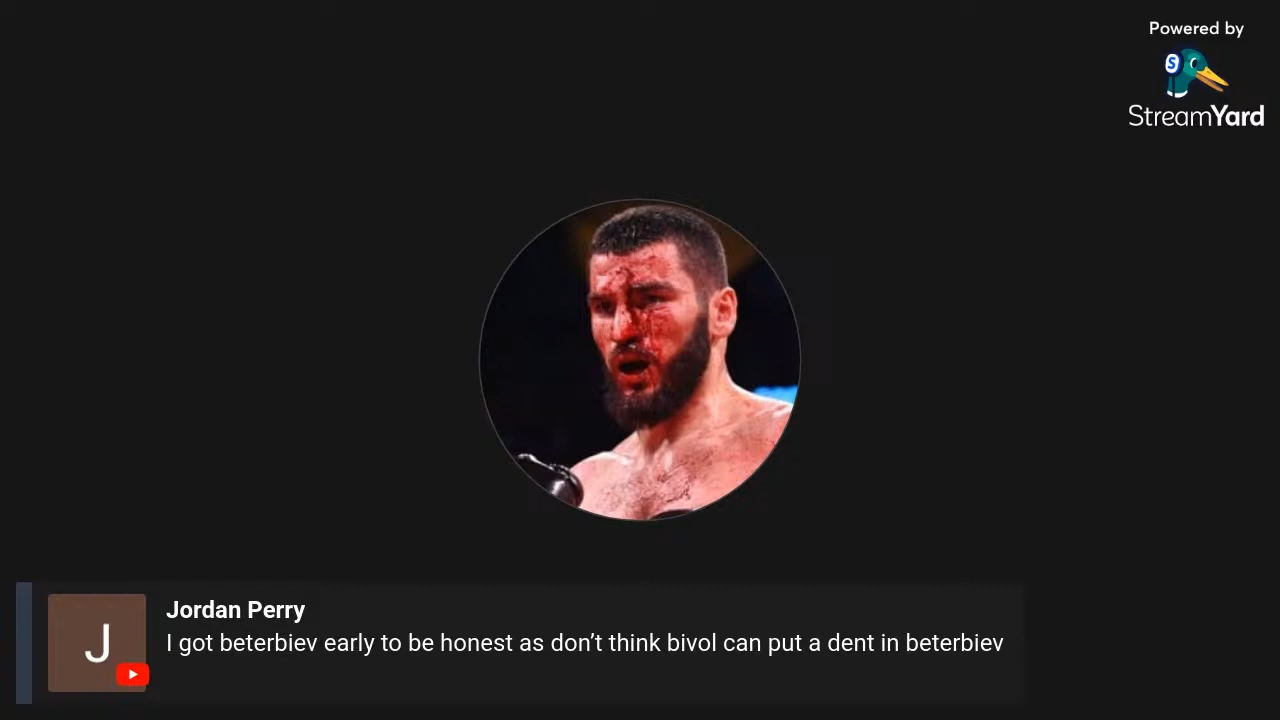 Powered by
S
StreamYard
J
Jordan Perry
I got beterbiev early to be honest as don’t think bivol can put a dent in beterbiev